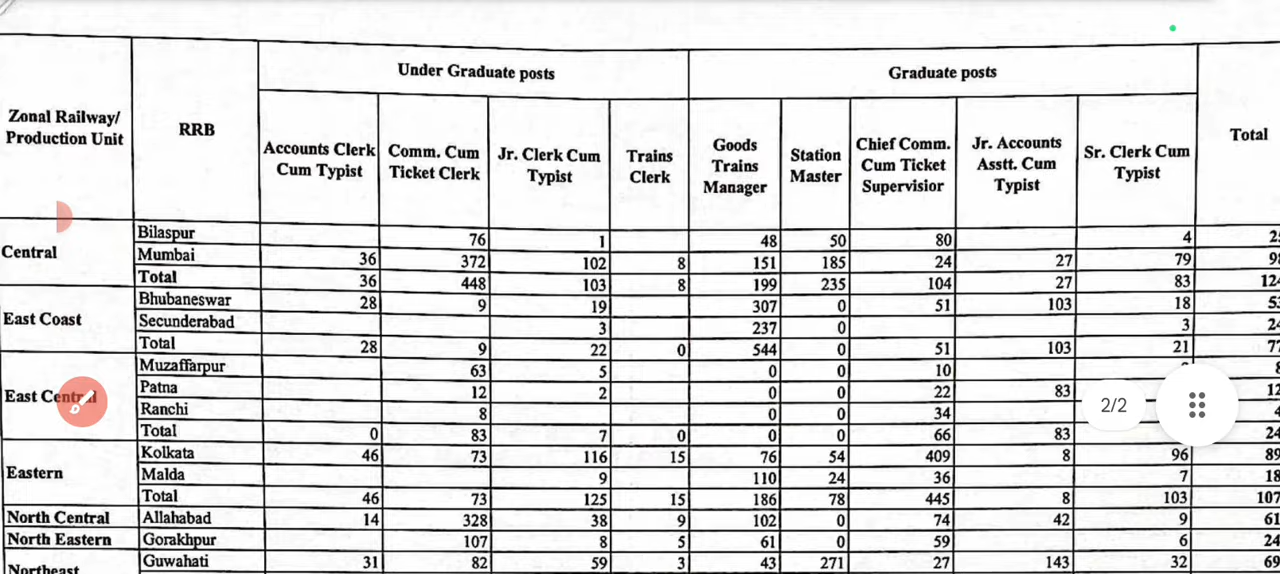 Under Graduate posts Graduate posts
Zonal Railway/ Production Unit RRB Accounts Clerk Cum Typist Comm. Cum Ticket Clerk Jr. Clerk Cum Typist Trains Clerk Goods Trains Manager Station Master Chief Comm. Cum Ticket Supervisior Jr. Accounts Asstt. Cum Typist Sr. Clerk Cum Typist Total
Central
Bilaspur 76 1 48 50 80 4
Mumbai 36 372 102 8 151 185 24 27 79
Total 36 448 103 8 199 235 104 27 83
East Coast
Bhubaneswar 28 9 19 307 0 51 103 18
Secunderabad 3 237 0 3
Total 28 9 22 0 544 0 51 103 21
East Central
Muzaffarpur 63 5 0 0 10
Patna 12 2 0 0 22 83
Ranchi 8 0 0 34
Total 0 83 7 0 0 0 66 83
2/2
Eastern
Kolkata 46 73 116 15 76 54 409 8 96
Malda 9 110 24 36 7
Total 46 73 125 15 186 78 445 8 103
North Central Allahabad 14 328 38 9 102 0 74 42 9
North Eastern Gorakhpur 107 8 5 61 0 59 6
Northeast Guwahati 31 82 59 3 43 271 27 143 32